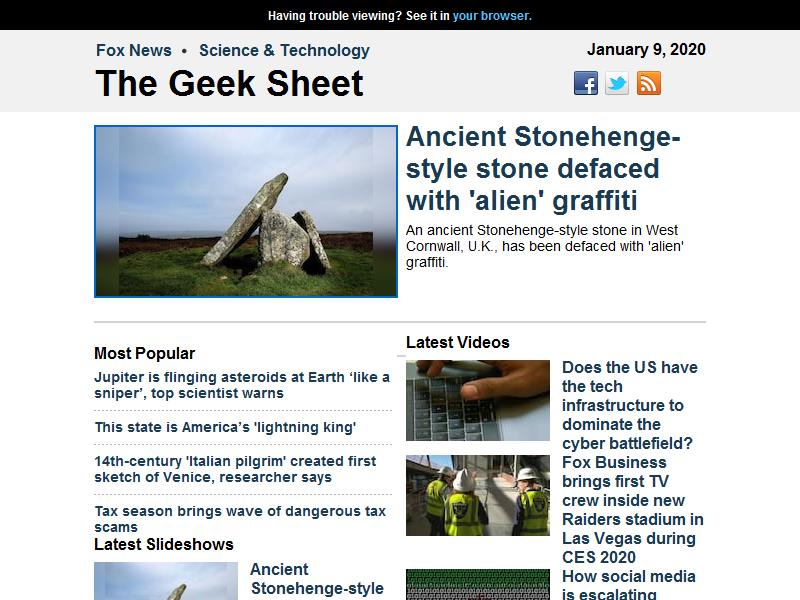 Having trouble viewing? See it in your browser.
Fox News • Science & Technology
January 9, 2020
The Geek Sheet
Ancient Stonehenge-
style stone defaced
with 'alien' graffiti
An ancient Stonehenge-style stone in West
Cornwall, U.K., has been defaced with 'alien'
graffiti.
Most Popular
Jupiter is flinging asteroids at Earth ‘like a
sniper’, top scientist warns
This state is America’s 'lightning king'
14th-century 'Italian pilgrim' created first
sketch of Venice, researcher says
Tax season brings wave of dangerous tax
scams
Latest Slideshows
Ancient
Stonehenge-style
Latest Videos
Does the US have
the tech
infrastructure to
dominate the
cyber battlefield?
Fox Business
brings first TV
crew inside new
Raiders stadium in
Las Vegas during
CES 2020
How social media
is escalating